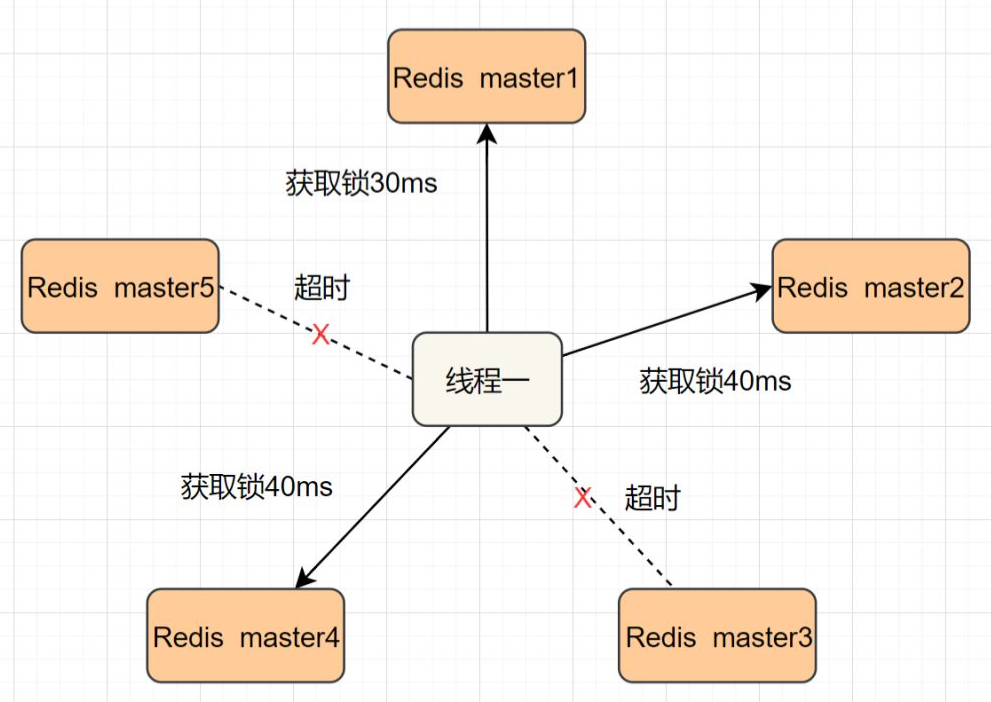 Redis master1
获取锁30ms
Redis master5
超时
X
Redis master2
线程一
获取锁40ms
获取锁40ms
X
超时
Redis master4
Redis master3